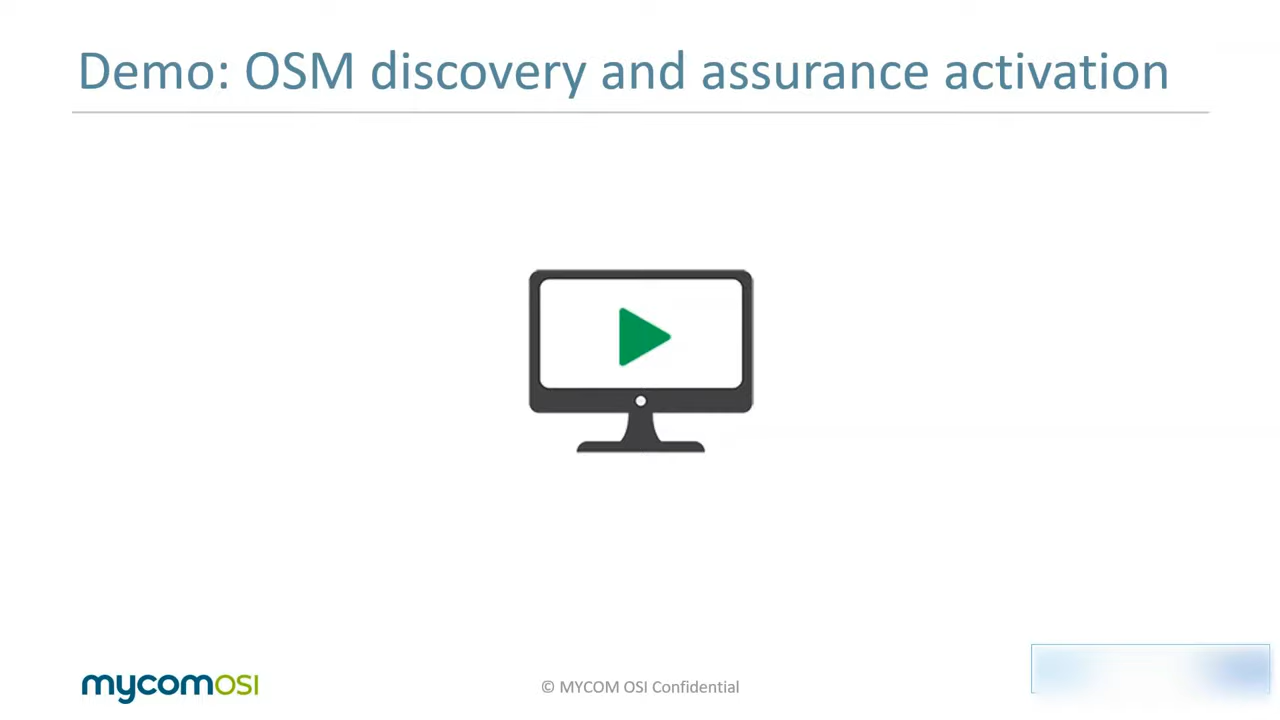 Demo: OSM discovery and assurance activation
mycomOSI
© MYCOM OSI Confidential